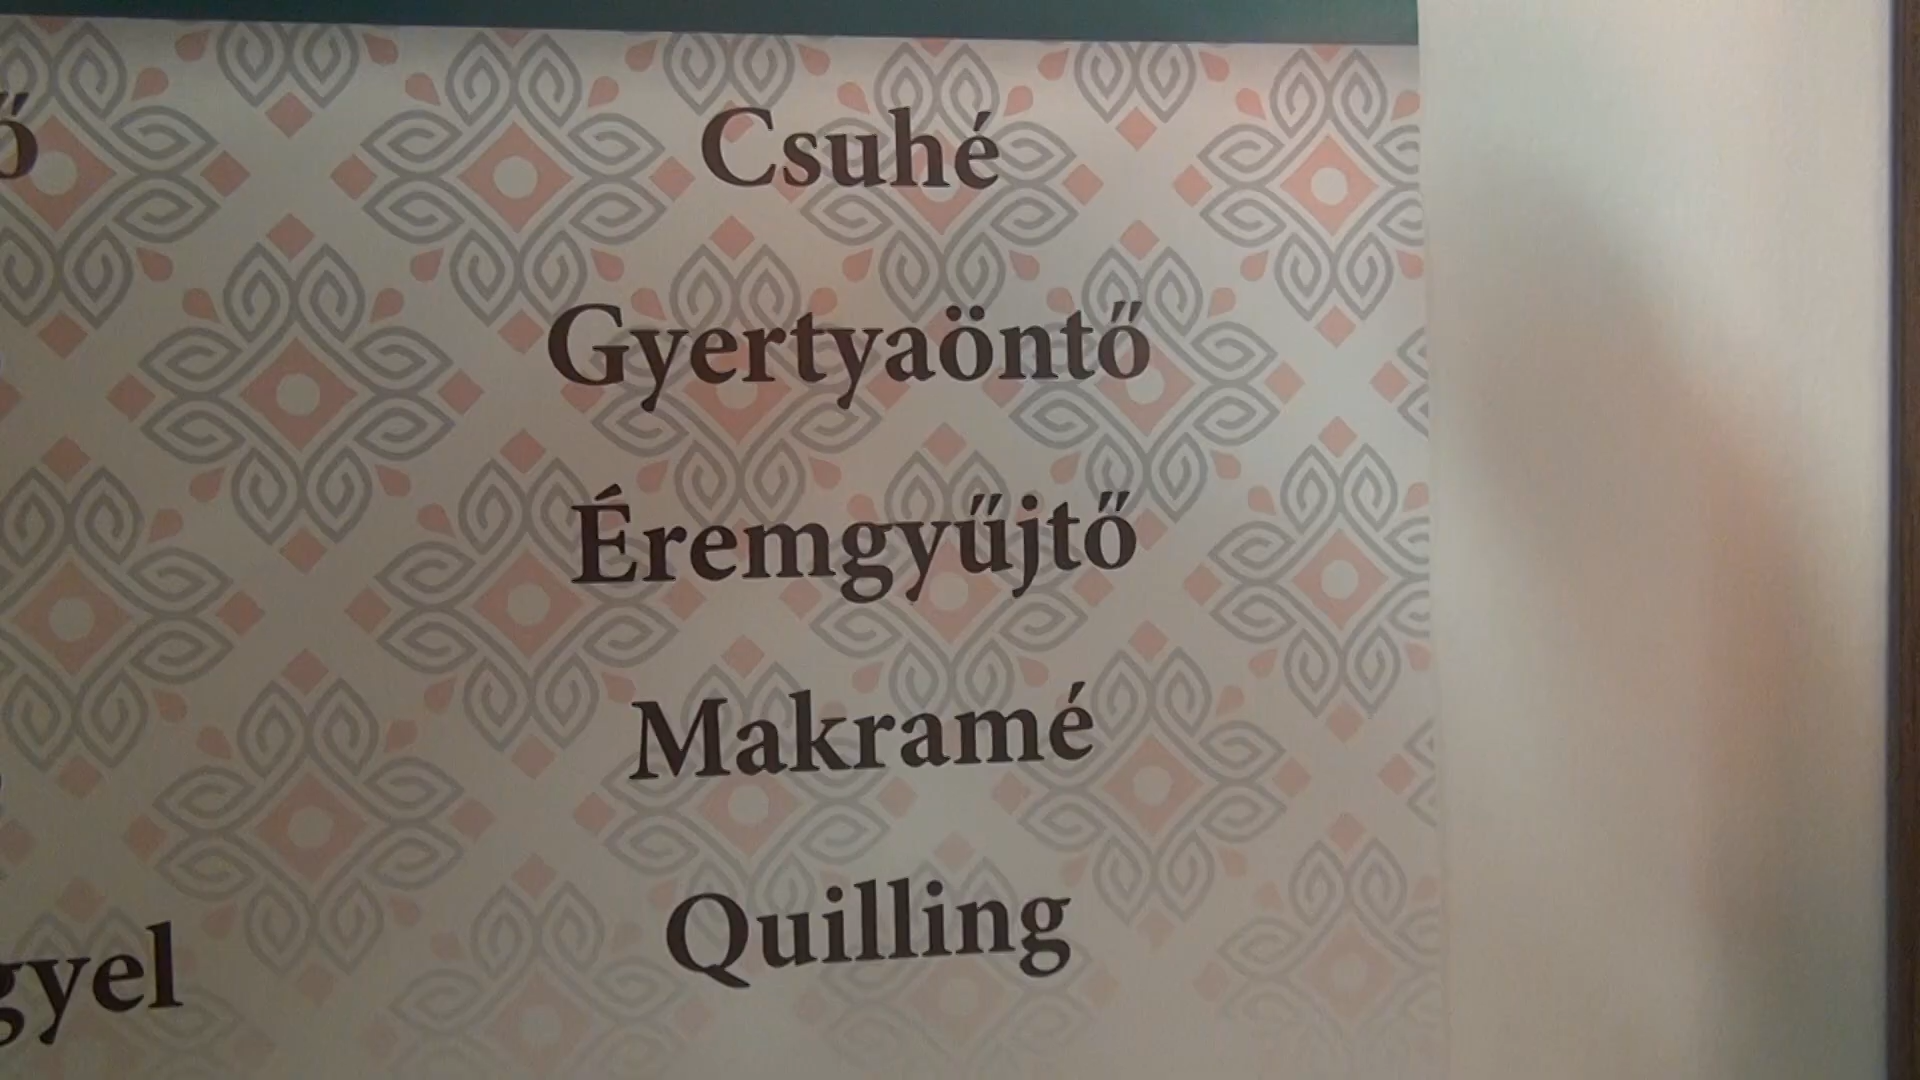 Csuhé
Gyertyaöntő
Éremgyűjtő
Makramé
Quilling